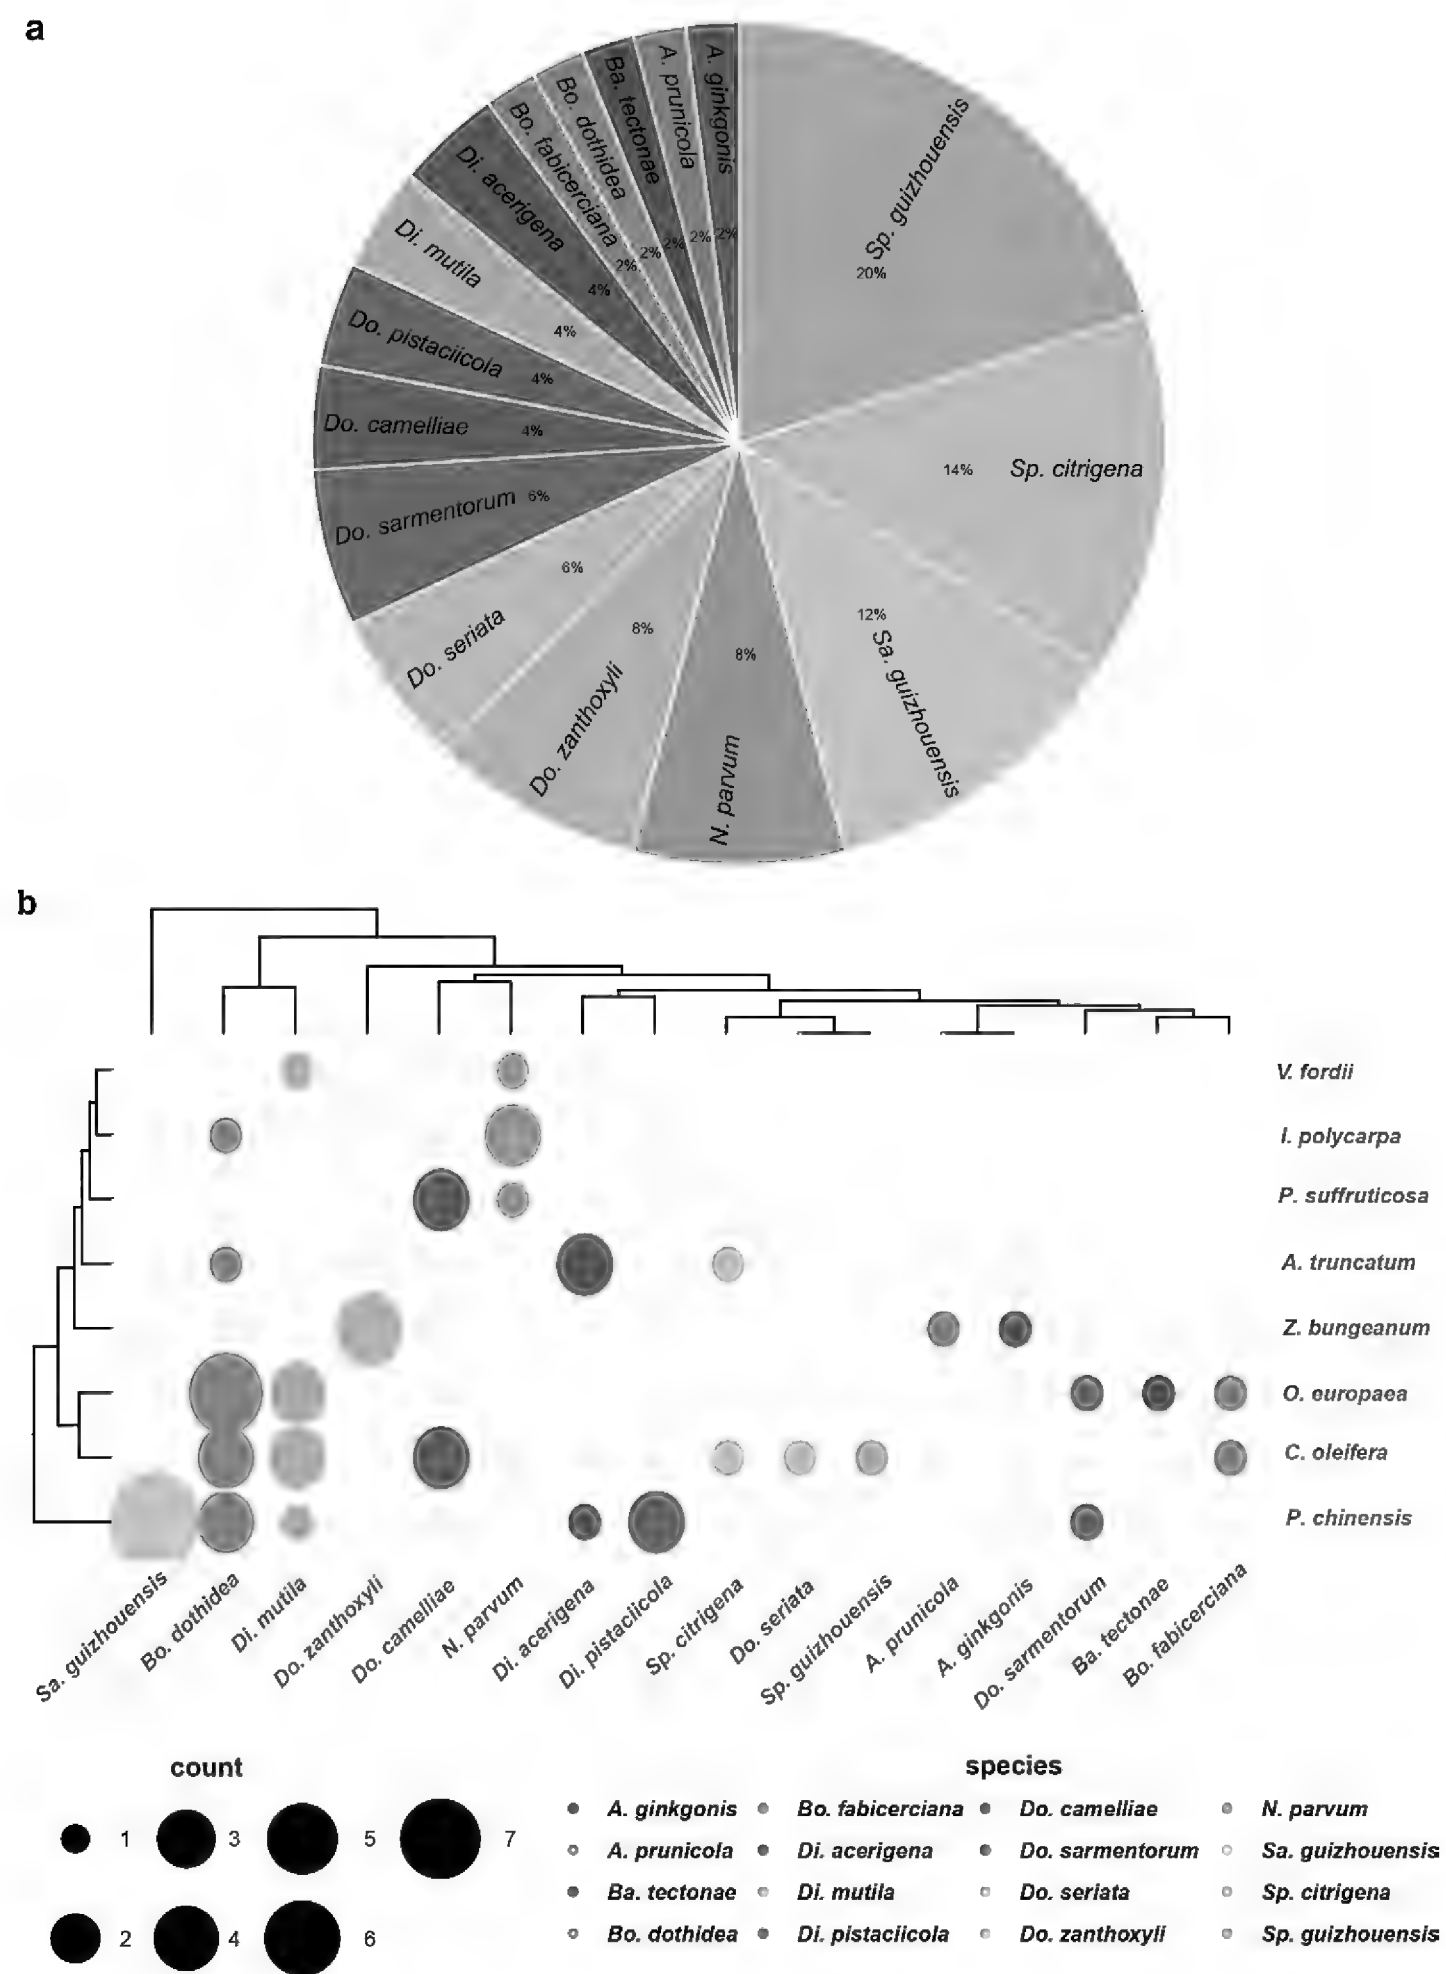 a
A. ginkgonis
A. prunicola
Ba. tectonae
Bo. dothidea
Bo. fabicerciana
Di. acerigena
Di. mutila
Do. pistaciicola
Do. camelliae
Do. sarmentorum
Do. seriata
Do. zanthoxyli
N. parvum
Sa. guizhouensis
Sp. citrigena
Sp. guizhouensis
2%
2%
2%
2%
2%
4%
4%
4%
4%
6%
6%
8%
8%
12%
14%
20%
b
V. fordii
I. polycarpa
P. suffruticosa
A. truncatum
Z. bungeanum
O. europaea
C. oleifera
P. chinensis
Sa. guizhouensis
Bo. dothidea
Di. mutila
Do. zanthoxyli
Do. camelliae
N. parvum
Di. acerigena
Di. pistaciicola
Sp. citrigena
Do. seriata
Sp. guizhouensis
A. prunicola
A. ginkgonis
Do. sarmentorum
Ba. tectonae
Bo. fabicerciana
count
1 3 5 7
2 4 6
species
A. ginkgonis Bo. fabicerciana Do. camelliae N. parvum
A. prunicola Di. acerigena Do. sarmentorum Sa. guizhouensis
Ba. tectonae Di. mutila Do. seriata Sp. citrigena
Bo. dothidea Di. pistaciicola Do. zanthoxyli Sp. guizhouensis